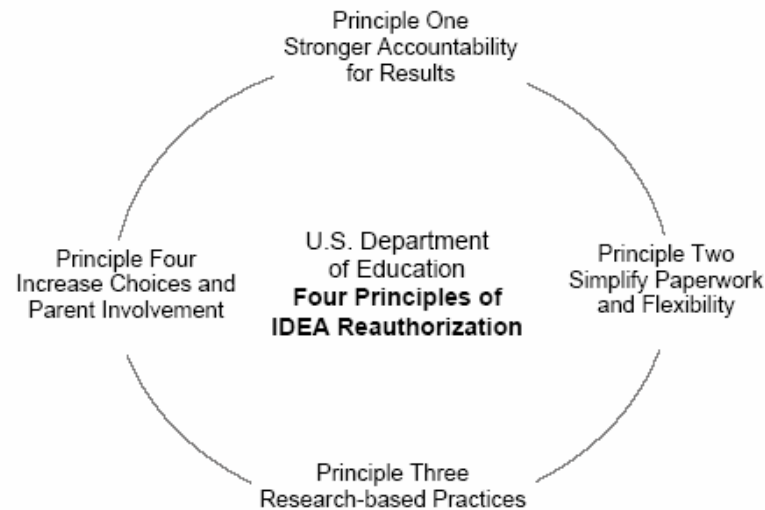 Principle One
Stronger Accountability
for Results
Principle Four
Increase Choices and
Parent Involvement
U.S. Department
of Education
Four Principles of
IDEA Reauthorization
Principle Two
Simplify Paperwork
and Flexibility
Principle Three
Research-based Practices